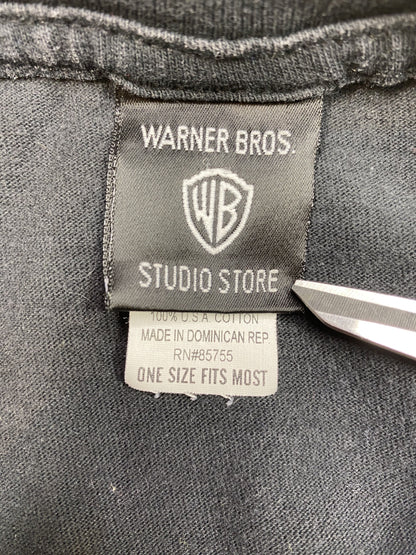 WARNER BROS.
WB
STUDIO STORE
100% U.S.A. COTTON
MADE IN DOMINICAN REP.
RN#85755
ONE SIZE FITS MOST